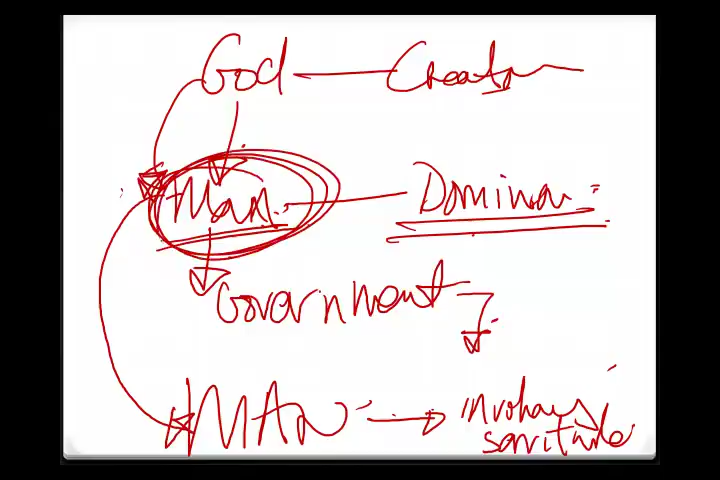 God — Creator
Man — Dominion
Government
MAN → involuntary
servitude